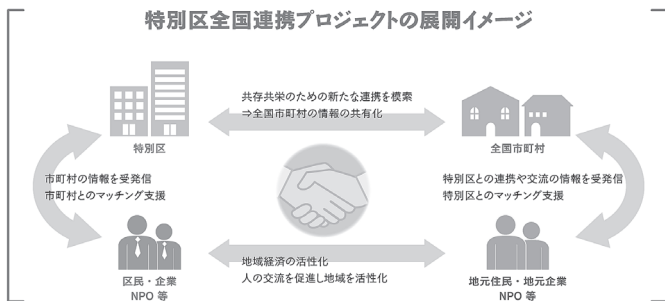 特別区全国連携プロジェクトの展開イメージ
共存共栄のための新たな連携を模索
⇒全国市町村の情報の共有化
特別区
全国市町村
市町村の情報を受発信
市町村とのマッチング支援
特別区との連携や交流の情報を受発信
特別区とのマッチング支援
地域経済の活性化
人の交流を促進し地域を活性化
区民・企業
NPO 等
地元住民・地元企業
NPO 等